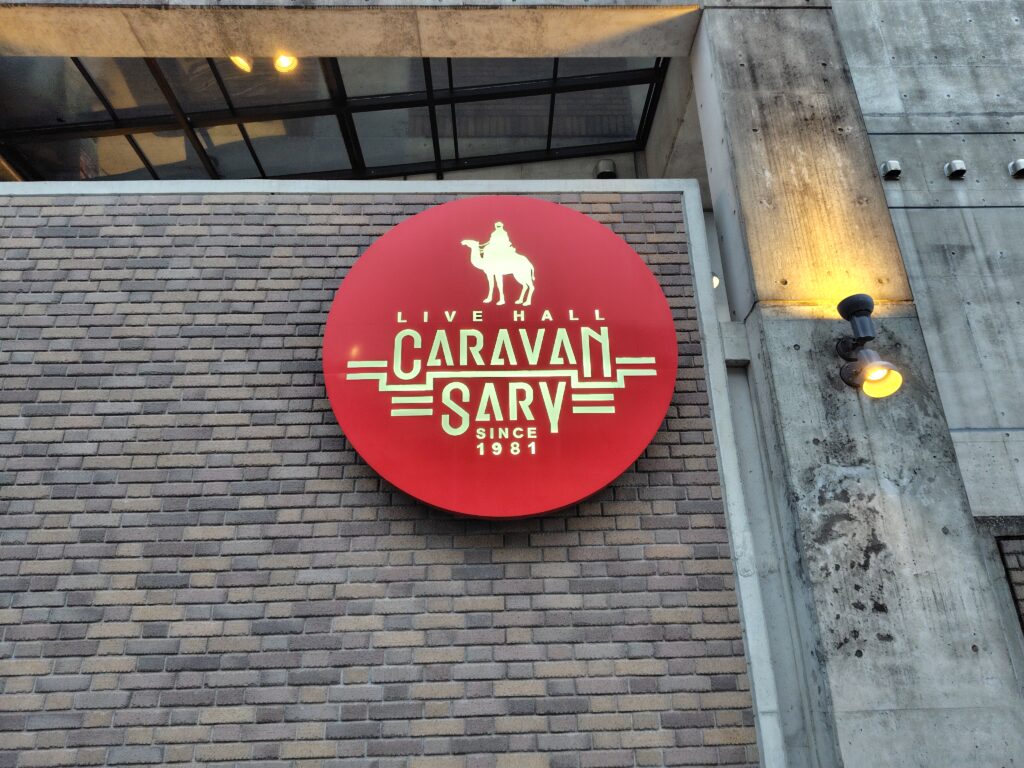 LIVE HALL
CARAVAN
SARY
SINCE
1981